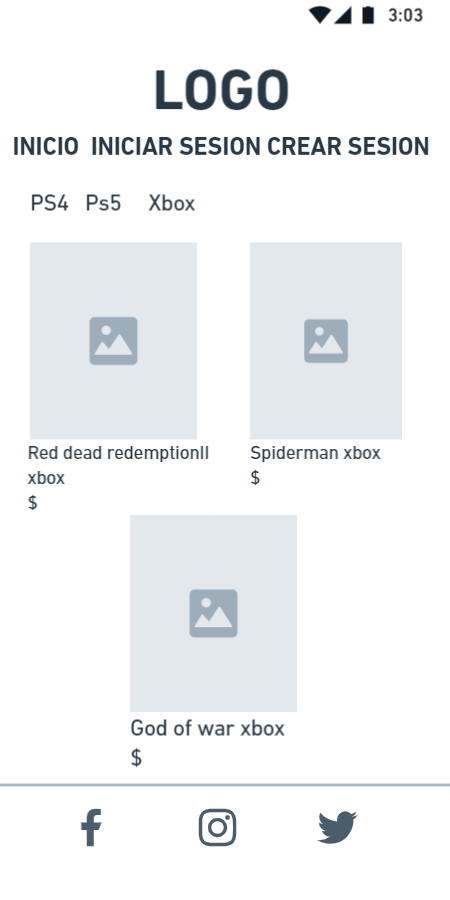 3:03
LOGO
INICIO INICIAR SESION CREAR SESION
PS4 Ps5 Xbox
Red dead redemptionII
xbox
$
Spiderman xbox
$
God of war xbox
$